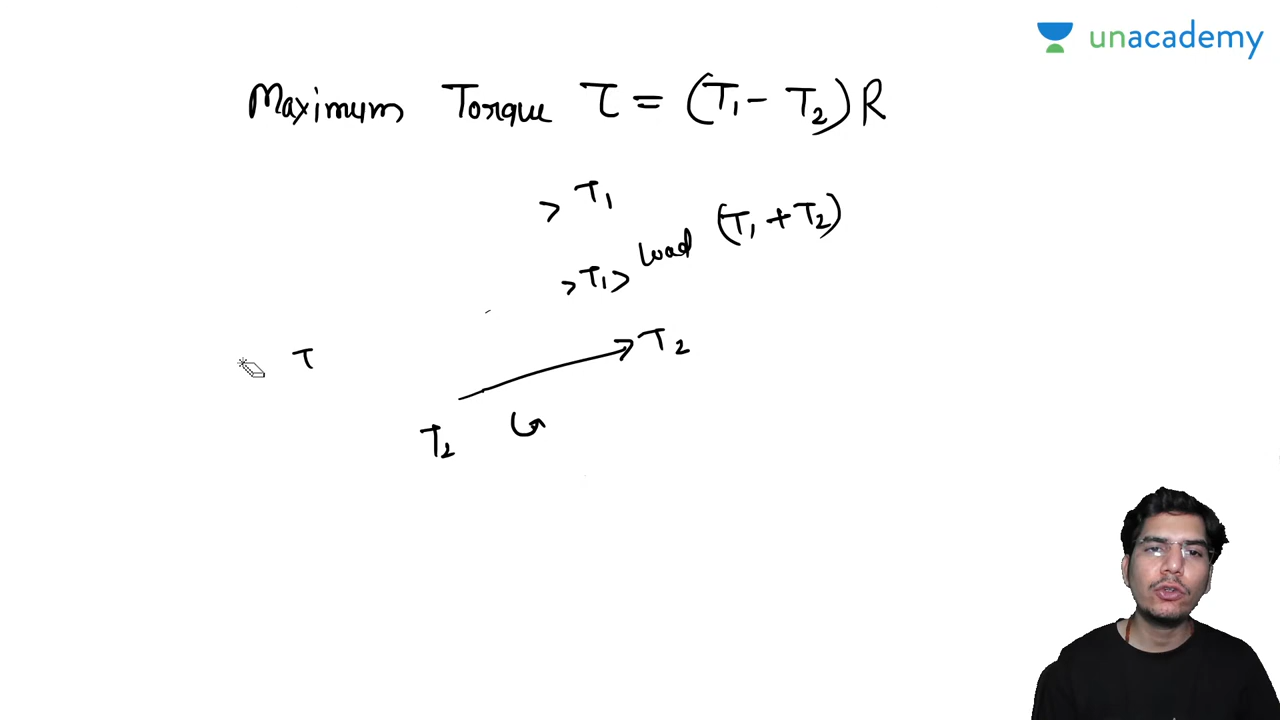 unacademy
Maximum Torque τ = (T₁ - T₂) R
> T₁
Load (T₁ + T₂)
> T₁ >
T₂
T
T₂